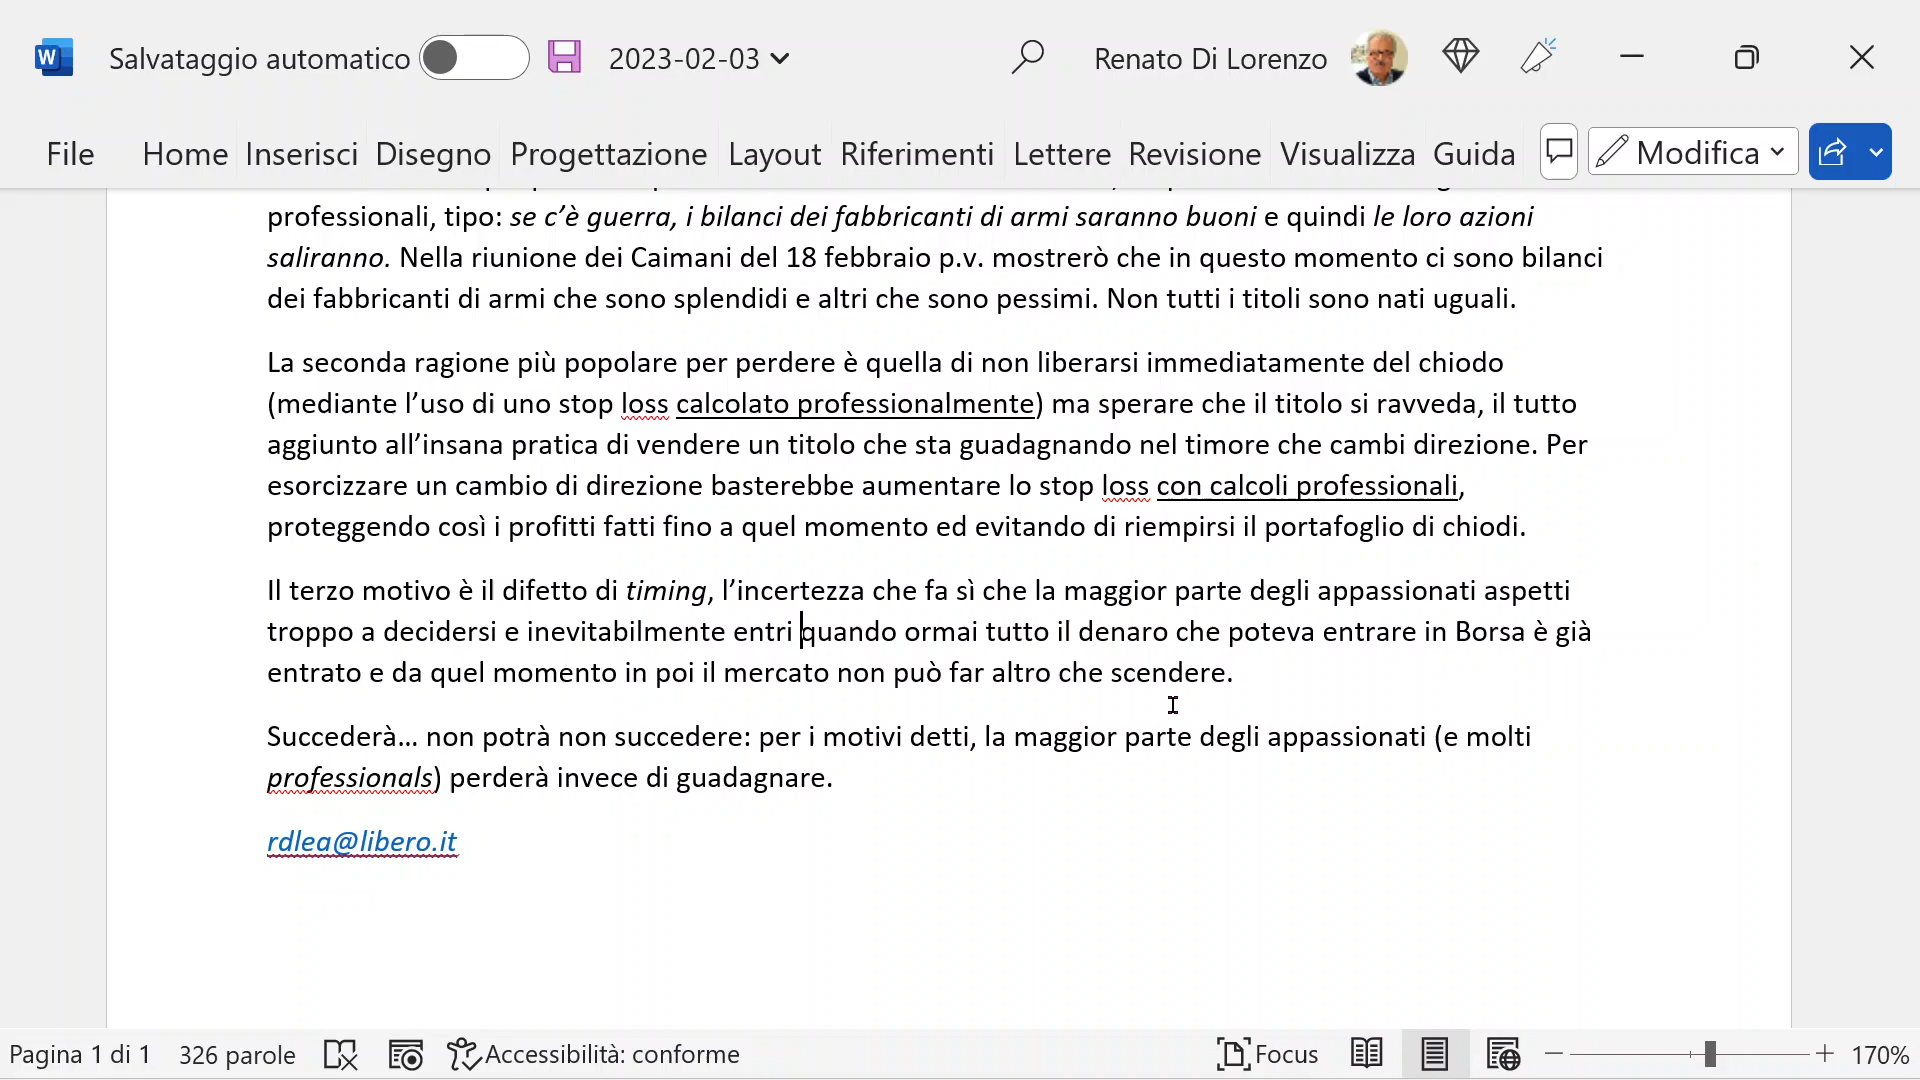 W Salvataggio automatico 2023-02-03 Renato Di Lorenzo
File Home Inserisci Disegno Progettazione Layout Riferimenti Lettere Revisione Visualizza Guida Modifica
professionali, tipo: se c’è guerra, i bilanci dei fabbricanti di armi saranno buoni e quindi le loro azioni
saliranno. Nella riunione dei Caimani del 18 febbraio p.v. mostrerò che in questo momento ci sono bilanci
dei fabbricanti di armi che sono splendidi e altri che sono pessimi. Non tutti i titoli sono nati uguali.
La seconda ragione più popolare per perdere è quella di non liberarsi immediatamente del chiodo
(mediante l’uso di uno stop loss calcolato professionalmente) ma sperare che il titolo si ravveda, il tutto
aggiunto all’insana pratica di vendere un titolo che sta guadagnando nel timore che cambi direzione. Per
esorcizzare un cambio di direzione basterebbe aumentare lo stop loss con calcoli professionali,
proteggendo così i profitti fatti fino a quel momento ed evitando di riempirsi il portafoglio di chiodi.
Il terzo motivo è il difetto di timing, l’incertezza che fa sì che la maggior parte degli appassionati aspetti
troppo a decidersi e inevitabilmente entri quando ormai tutto il denaro che poteva entrare in Borsa è già
entrato e da quel momento in poi il mercato non può far altro che scendere.
Succederà… non potrà non succedere: per i motivi detti, la maggior parte degli appassionati (e molti
professionals) perderà invece di guadagnare.
rdlea@libero.it
Pagina 1 di 1 326 parole Accessibilità: conforme Focus 170%